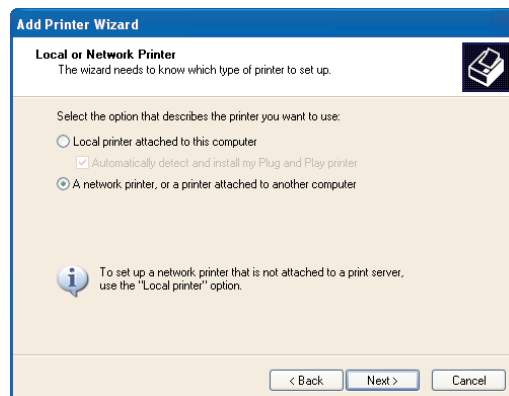 Add Printer Wizard
Local or Network Printer
The wizard needs to know which type of printer to set up.
Select the option that describes the printer you want to use:
Local printer attached to this computer
Automatically detect and install my Plug and Play printer
A network printer, or a printer attached to another computer
To set up a network printer that is not attached to a print server,
use the "Local printer" option.
< Back Next > Cancel